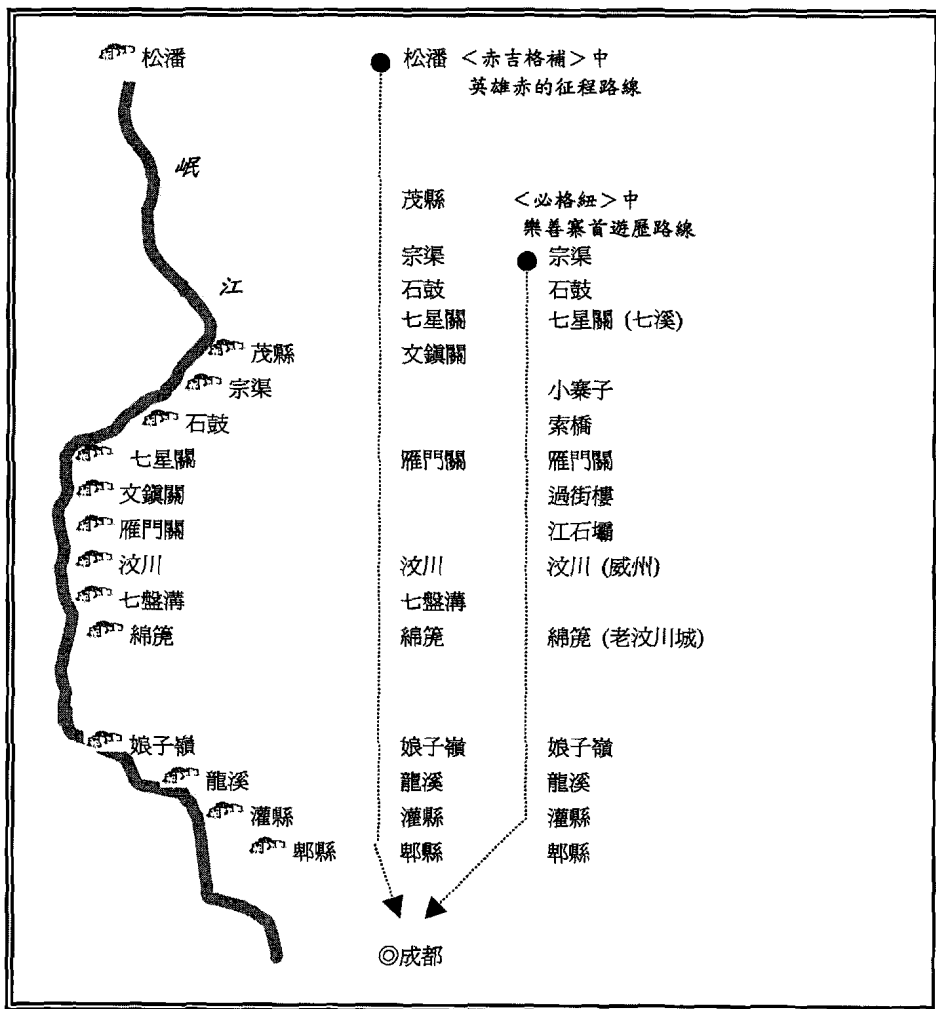 松潘
岷
江
茂縣
宗渠
石鼓
七星關
文鎭關
雁門關
汶川
七盤溝
綿箎
娘子嶺
龍溪
灌縣
郫縣
松潘 ＜赤吉格補＞中
英雄赤的征程路線
茂縣
宗渠
石鼓
七星關
文鎭關
雁門關
汶川
七盤溝
綿箎
娘子嶺
龍溪
灌縣
郫縣
＜必格紐＞中
樂善寨首遊歷路線
宗渠
石鼓
七星關 (七溪)
小寨子
索橋
雁門關
過街樓
江石壩
汶川 (威州)
綿箎 (老汶川城)
娘子嶺
龍溪
灌縣
郫縣
◎成都